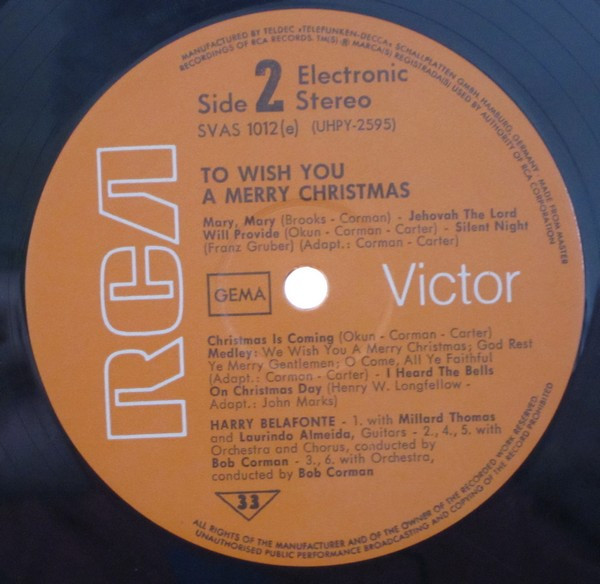 MANUFACTURED BY TELDEC »TELEFUNKEN-DECCA« SCHALLPLATTEN GMBH, HAMBURG, GERMANY · MADE FROM MASTER
RECORDINGS OF RCA RECORDS. TM(S) ® MARCA(S) REGISTRADA(S) USED BY AUTHORITY OF RCA CORPORATION
Side 2 Electronic
Stereo
SVAS 1012(e) (UHPY-2595)
TO WISH YOU
A MERRY CHRISTMAS
Mary, Mary (Brooks - Corman) - Jehovah The Lord
Will Provide (Okun - Corman - Carter) - Silent Night
(Franz Gruber) (Adapt.: Corman - Carter)
RCA
GEMA
Victor
Christmas Is Coming (Okun - Corman - Carter)
Medley: We Wish You A Merry Christmas; God Rest
Ye Merry Gentlemen; O Come, All Ye Faithful
(Adapt.: Corman - Carter) - I Heard The Bells
On Christmas Day (Henry W. Longfellow -
Adapt.: John Marks)
HARRY BELAFONTE - 1. with Millard Thomas
and Laurindo Almeida, Guitars - 2., 4., 5. with
Orchestra and Chorus, conducted by
Bob Corman - 3., 6. with Orchestra,
conducted by Bob Corman
33
ALL RIGHTS OF THE MANUFACTURER AND OF THE OWNER OF THE RECORDED WORK RESERVED.
UNAUTHORISED PUBLIC PERFORMANCE BROADCASTING AND COPYING OF THE RECORD PROHIBITED